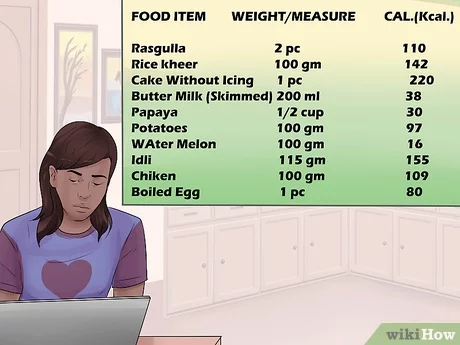 FOOD ITEM WEIGHT/MEASURE CAL.(Kcal.)
Rasgulla 2 pc 110
Rice kheer 100 gm 142
Cake Without Icing 1 pc 220
Butter Milk (Skimmed) 200 ml 38
Papaya 1/2 cup 30
Potatoes 100 gm 97
WAter Melon 100 gm 16
Idli 115 gm 155
Chiken 100 gm 109
Boiled Egg 1 pc 80
wikiHow